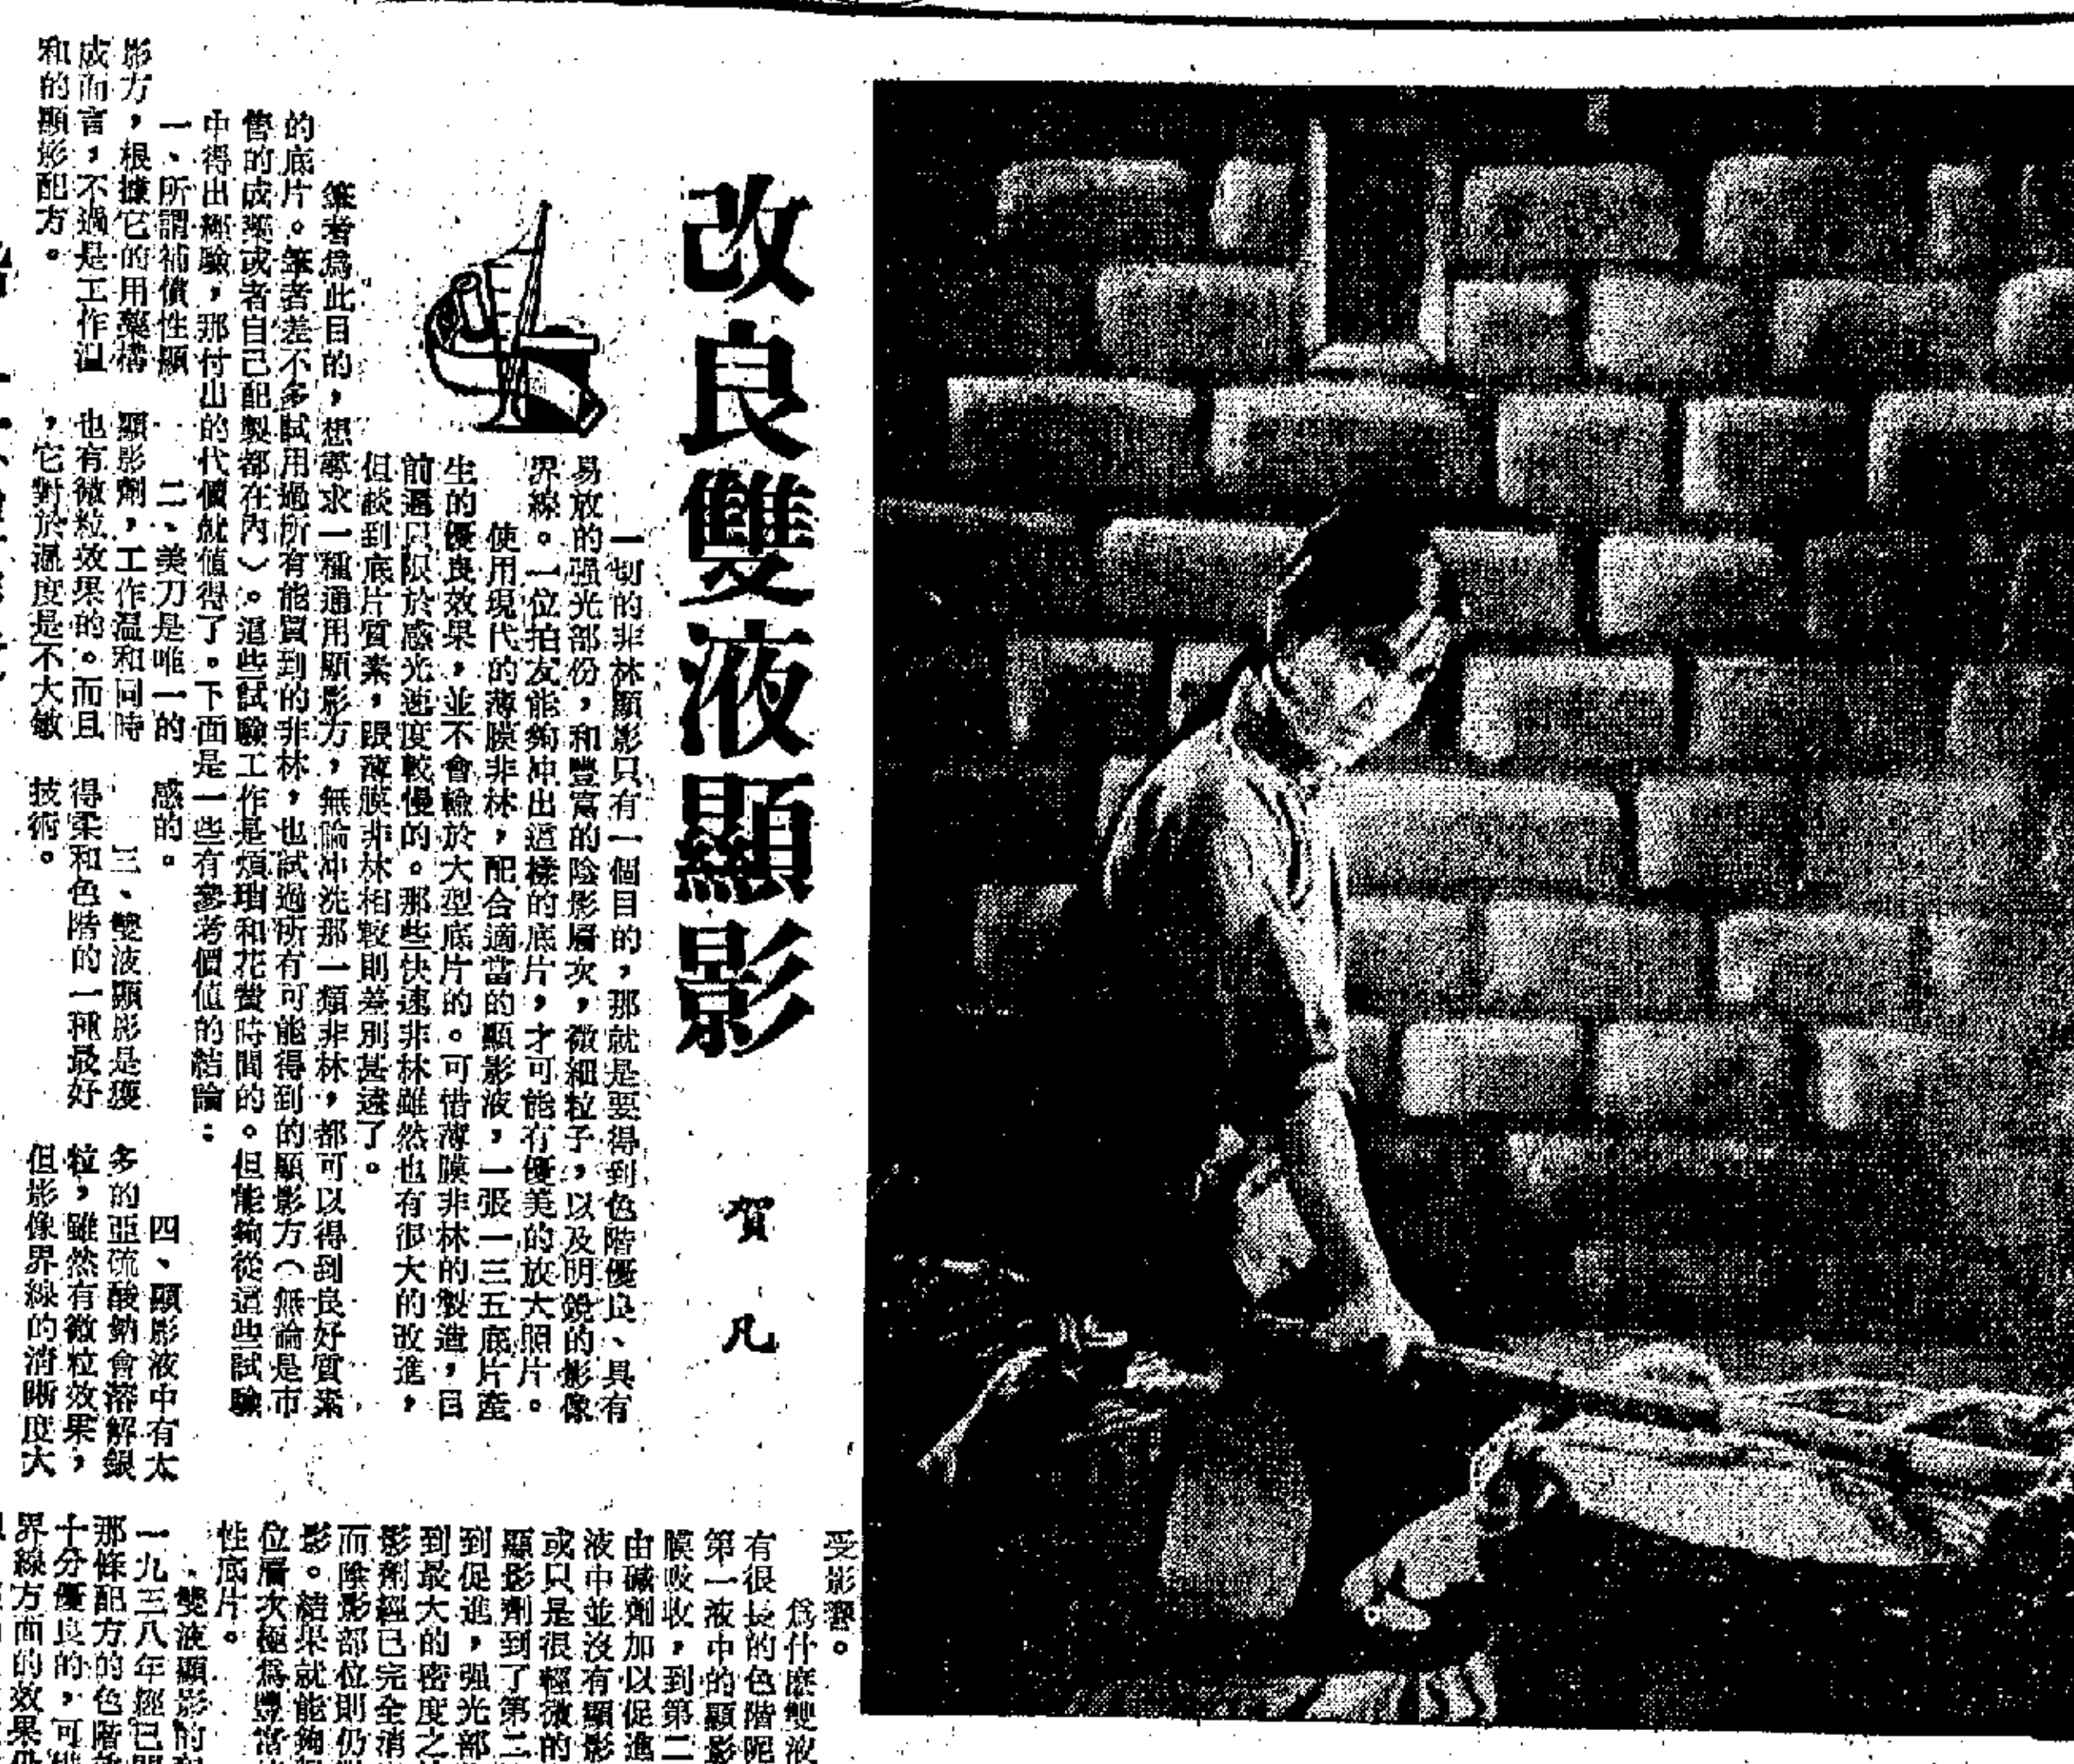 改良雙液顯影
賀凡
一切的非林顯影只有一個目的，那就是要得到色階優良、具有
易放的强光部份，和豐富的陰影層次，微細粒子，以及明銳的影像
界線。一位拍友能夠冲出這樣的底片，才可能有優美的放大照片。
使用現代的薄膜非林，配合適當的顯影液，一張一三五底片產
生的優良效果，並不會輸於大型底片的。可惜薄膜非林的製造，目
前還只限於感光速度較慢的。那些快速非林雖然也有很大的改進，
但談到底片質素，跟薄膜非林相較則差別甚遠了。
筆者爲此目的，想尋求一種通用顯影方，無論冲洗那一類非林，都可以得到良好質素
的底片。筆者差不多試用過所有能買到的非林，也試過所有可能得到的顯影方（無論是市
售的成藥或者自己配製都在內）。這些試驗工作是煩瑣和花費時間的。但能夠從這些試驗
中得出經驗，那付出的代價就値得了。下面是一些有參考價値的結論：
一、所謂補償性顯
影方，根據它的用藥構
成而言，不過是工作温
和的顯影配方。
二、美刀是唯一的
顯影劑，工作温和同時
也有微粒效果的。而且
，它對於溫度是不大敏
感的。
三、雙液顯影是獲
得柔和色階的一種最好
技術。
四、顯影液中有太
多的亞硫酸鈉會溶解銀
粒，雖然有微粒效果，
但影像界線的清晰度大
受影響。
爲什麽雙液
有很長的色階呢
第一液中的顯影
膜吸收，到第二
由碱劑加以促進
液中並沒有顯影
或只是很輕微的
顯影劑到了第二
到促進，强光部
到最大的密度之
影劑經已完全消
而陰影部位則仍
影。結果就能夠
位層次極爲豐富
性底片。
雙液顯影的
一九三八年經已
那條配方的色階
十分優良的，可
界線方面的效果